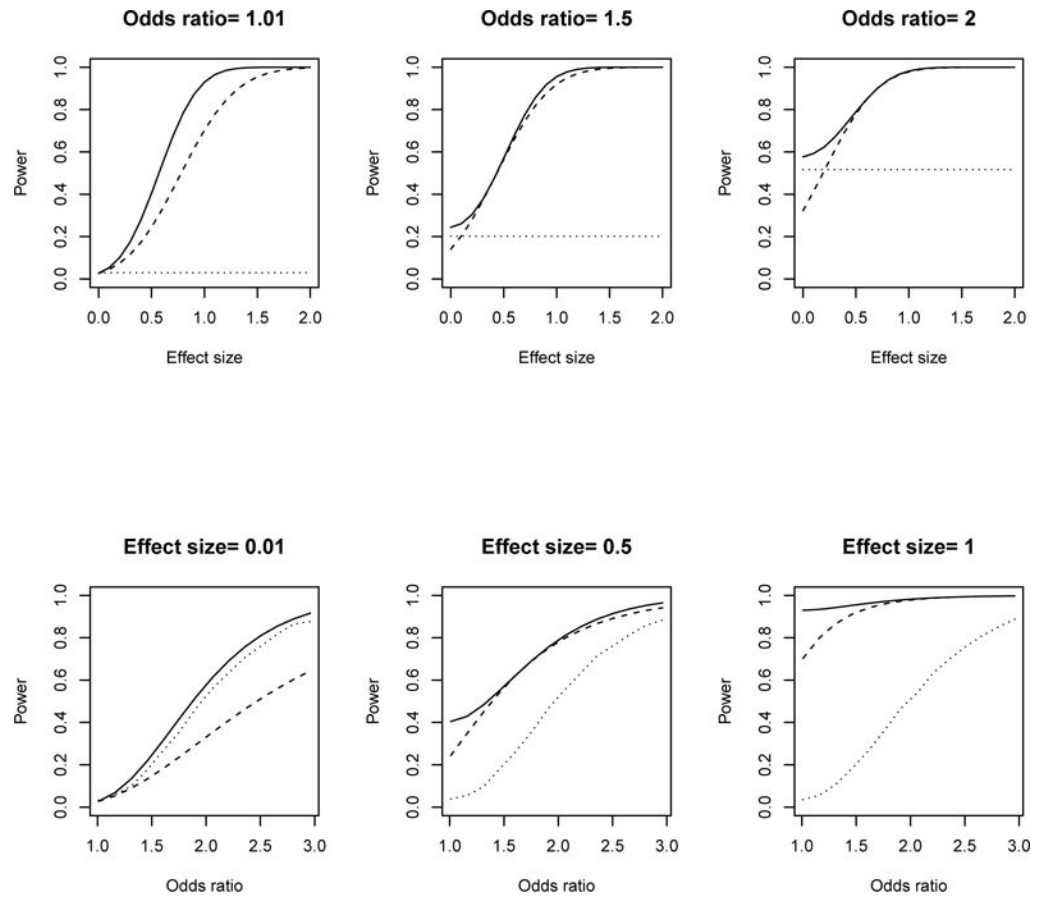 Odds ratio= 1.01
Power
0.0 0.2 0.4 0.6 0.8 1.0
0.0 0.5 1.0 1.5 2.0
Effect size
Odds ratio= 1.5
Power
0.0 0.2 0.4 0.6 0.8 1.0
0.0 0.5 1.0 1.5 2.0
Effect size
Odds ratio= 2
Power
0.0 0.2 0.4 0.6 0.8 1.0
0.0 0.5 1.0 1.5 2.0
Effect size
Effect size= 0.01
Power
0.0 0.2 0.4 0.6 0.8 1.0
1.0 1.5 2.0 2.5 3.0
Odds ratio
Effect size= 0.5
Power
0.0 0.2 0.4 0.6 0.8 1.0
1.0 1.5 2.0 2.5 3.0
Odds ratio
Effect size= 1
Power
0.0 0.2 0.4 0.6 0.8 1.0
1.0 1.5 2.0 2.5 3.0
Odds ratio